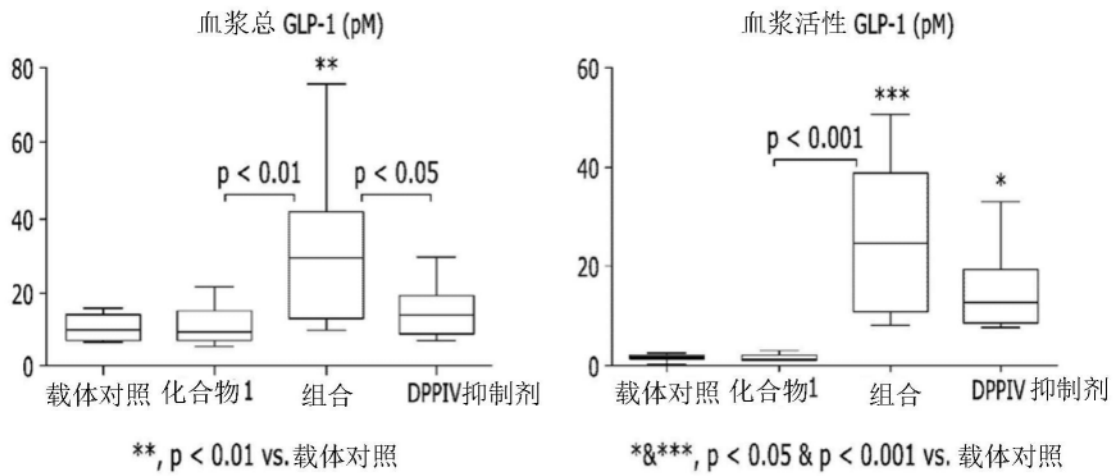 血浆总 GLP-1 (pM)
80
60
40
20
0
**
p < 0.01
p < 0.05
载体对照
化合物1
组合
DPPIV抑制剂
**, p < 0.01 vs. 载体对照
血浆活性 GLP-1 (pM)
60
40
20
0
***
p < 0.001
*
载体对照
化合物1
组合
DPPIV 抑制剂
*&***, p < 0.05 & p < 0.001 vs. 载体对照